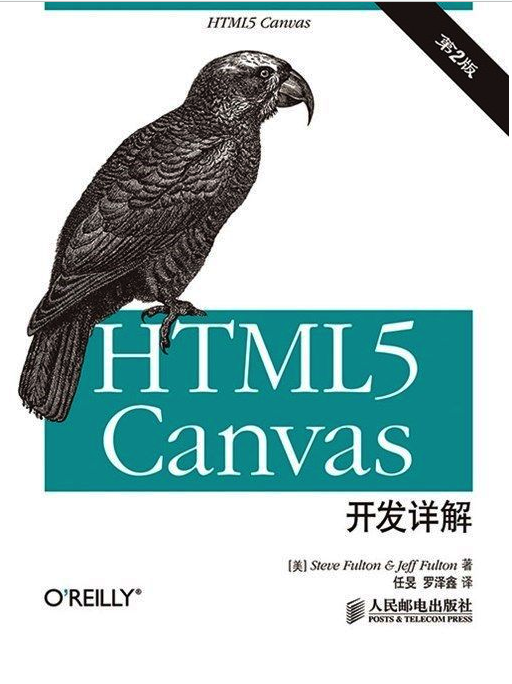 HTML5 Canvas
第2版
HTML5
Canvas
开发详解
[美] Steve Fulton & Jeff Fulton 著
任旻 罗泽鑫 译
O'REILLY®
人民邮电出版社
POSTS & TELECOM PRESS